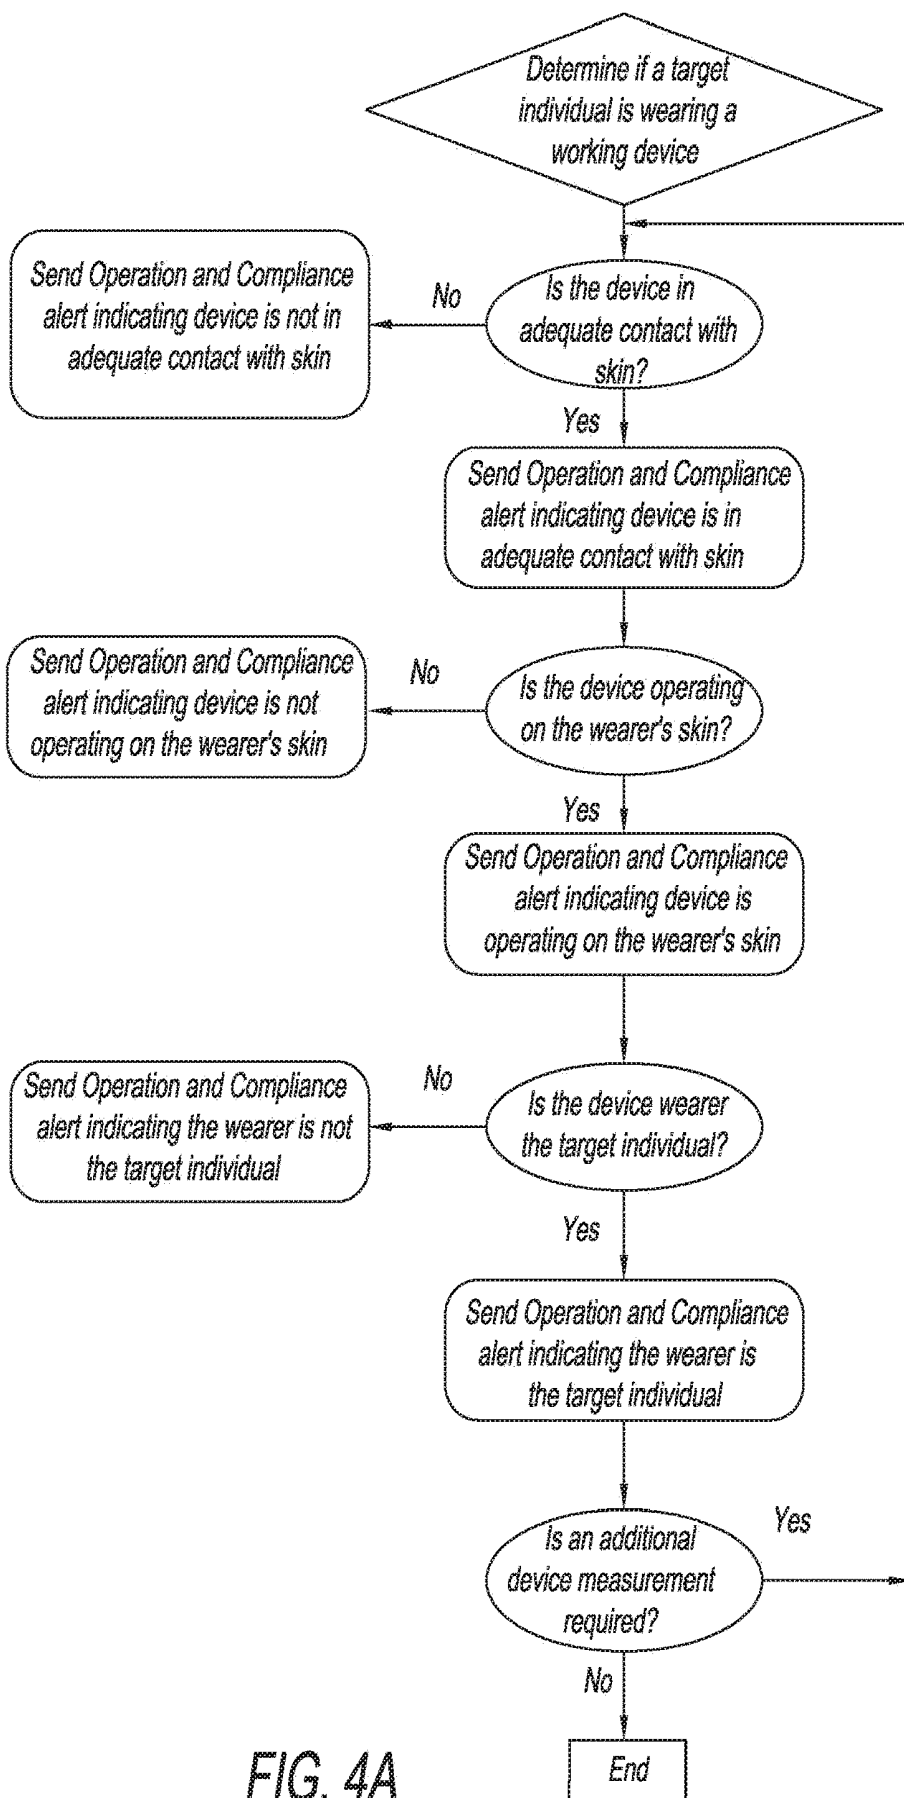 Determine if a target
individual is wearing a
working device
Is the device in
adequate contact with
skin?
No
Send Operation and Compliance
alert indicating device is not in
adequate contact with skin
Yes
Send Operation and Compliance
alert indicating device is in
adequate contact with skin
Is the device operating
on the wearer's skin?
No
Send Operation and Compliance
alert indicating device is not
operating on the wearer's skin
Yes
Send Operation and Compliance
alert indicating device is
operating on the wearer's skin
Is the device wearer
the target individual?
No
Send Operation and Compliance
alert indicating the wearer is not
the target individual
Yes
Send Operation and Compliance
alert indicating the wearer is
the target individual
Is an additional
device measurement
required?
Yes
No
End
FIG. 4A